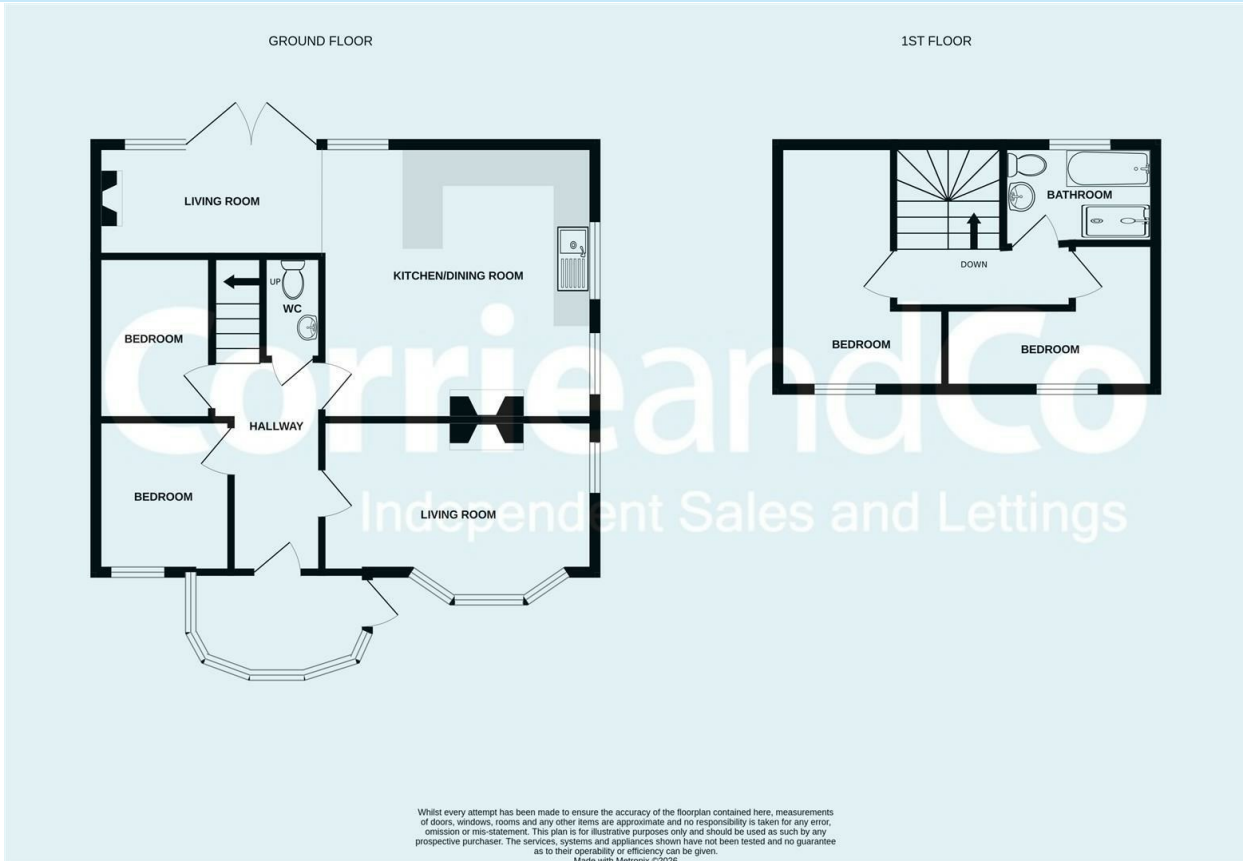 GROUND FLOOR
1ST FLOOR
LIVING ROOM
KITCHEN/DINING ROOM
UP
WC
BEDROOM
HALLWAY
BEDROOM
LIVING ROOM
BATHROOM
DOWN
BEDROOM
BEDROOM
CorrieandCo
Independent Sales and Lettings
Whilst every attempt has been made to ensure the accuracy of the floorplan contained here, measurements
of doors, windows, rooms and any other items are approximate and no responsibility is taken for any error,
omission or mis-statement. This plan is for illustrative purposes only and should be used as such by any
prospective purchaser. The services, systems and appliances shown have not been tested and no guarantee
as to their operability or efficiency can be given.
Made with Metropix ©2026